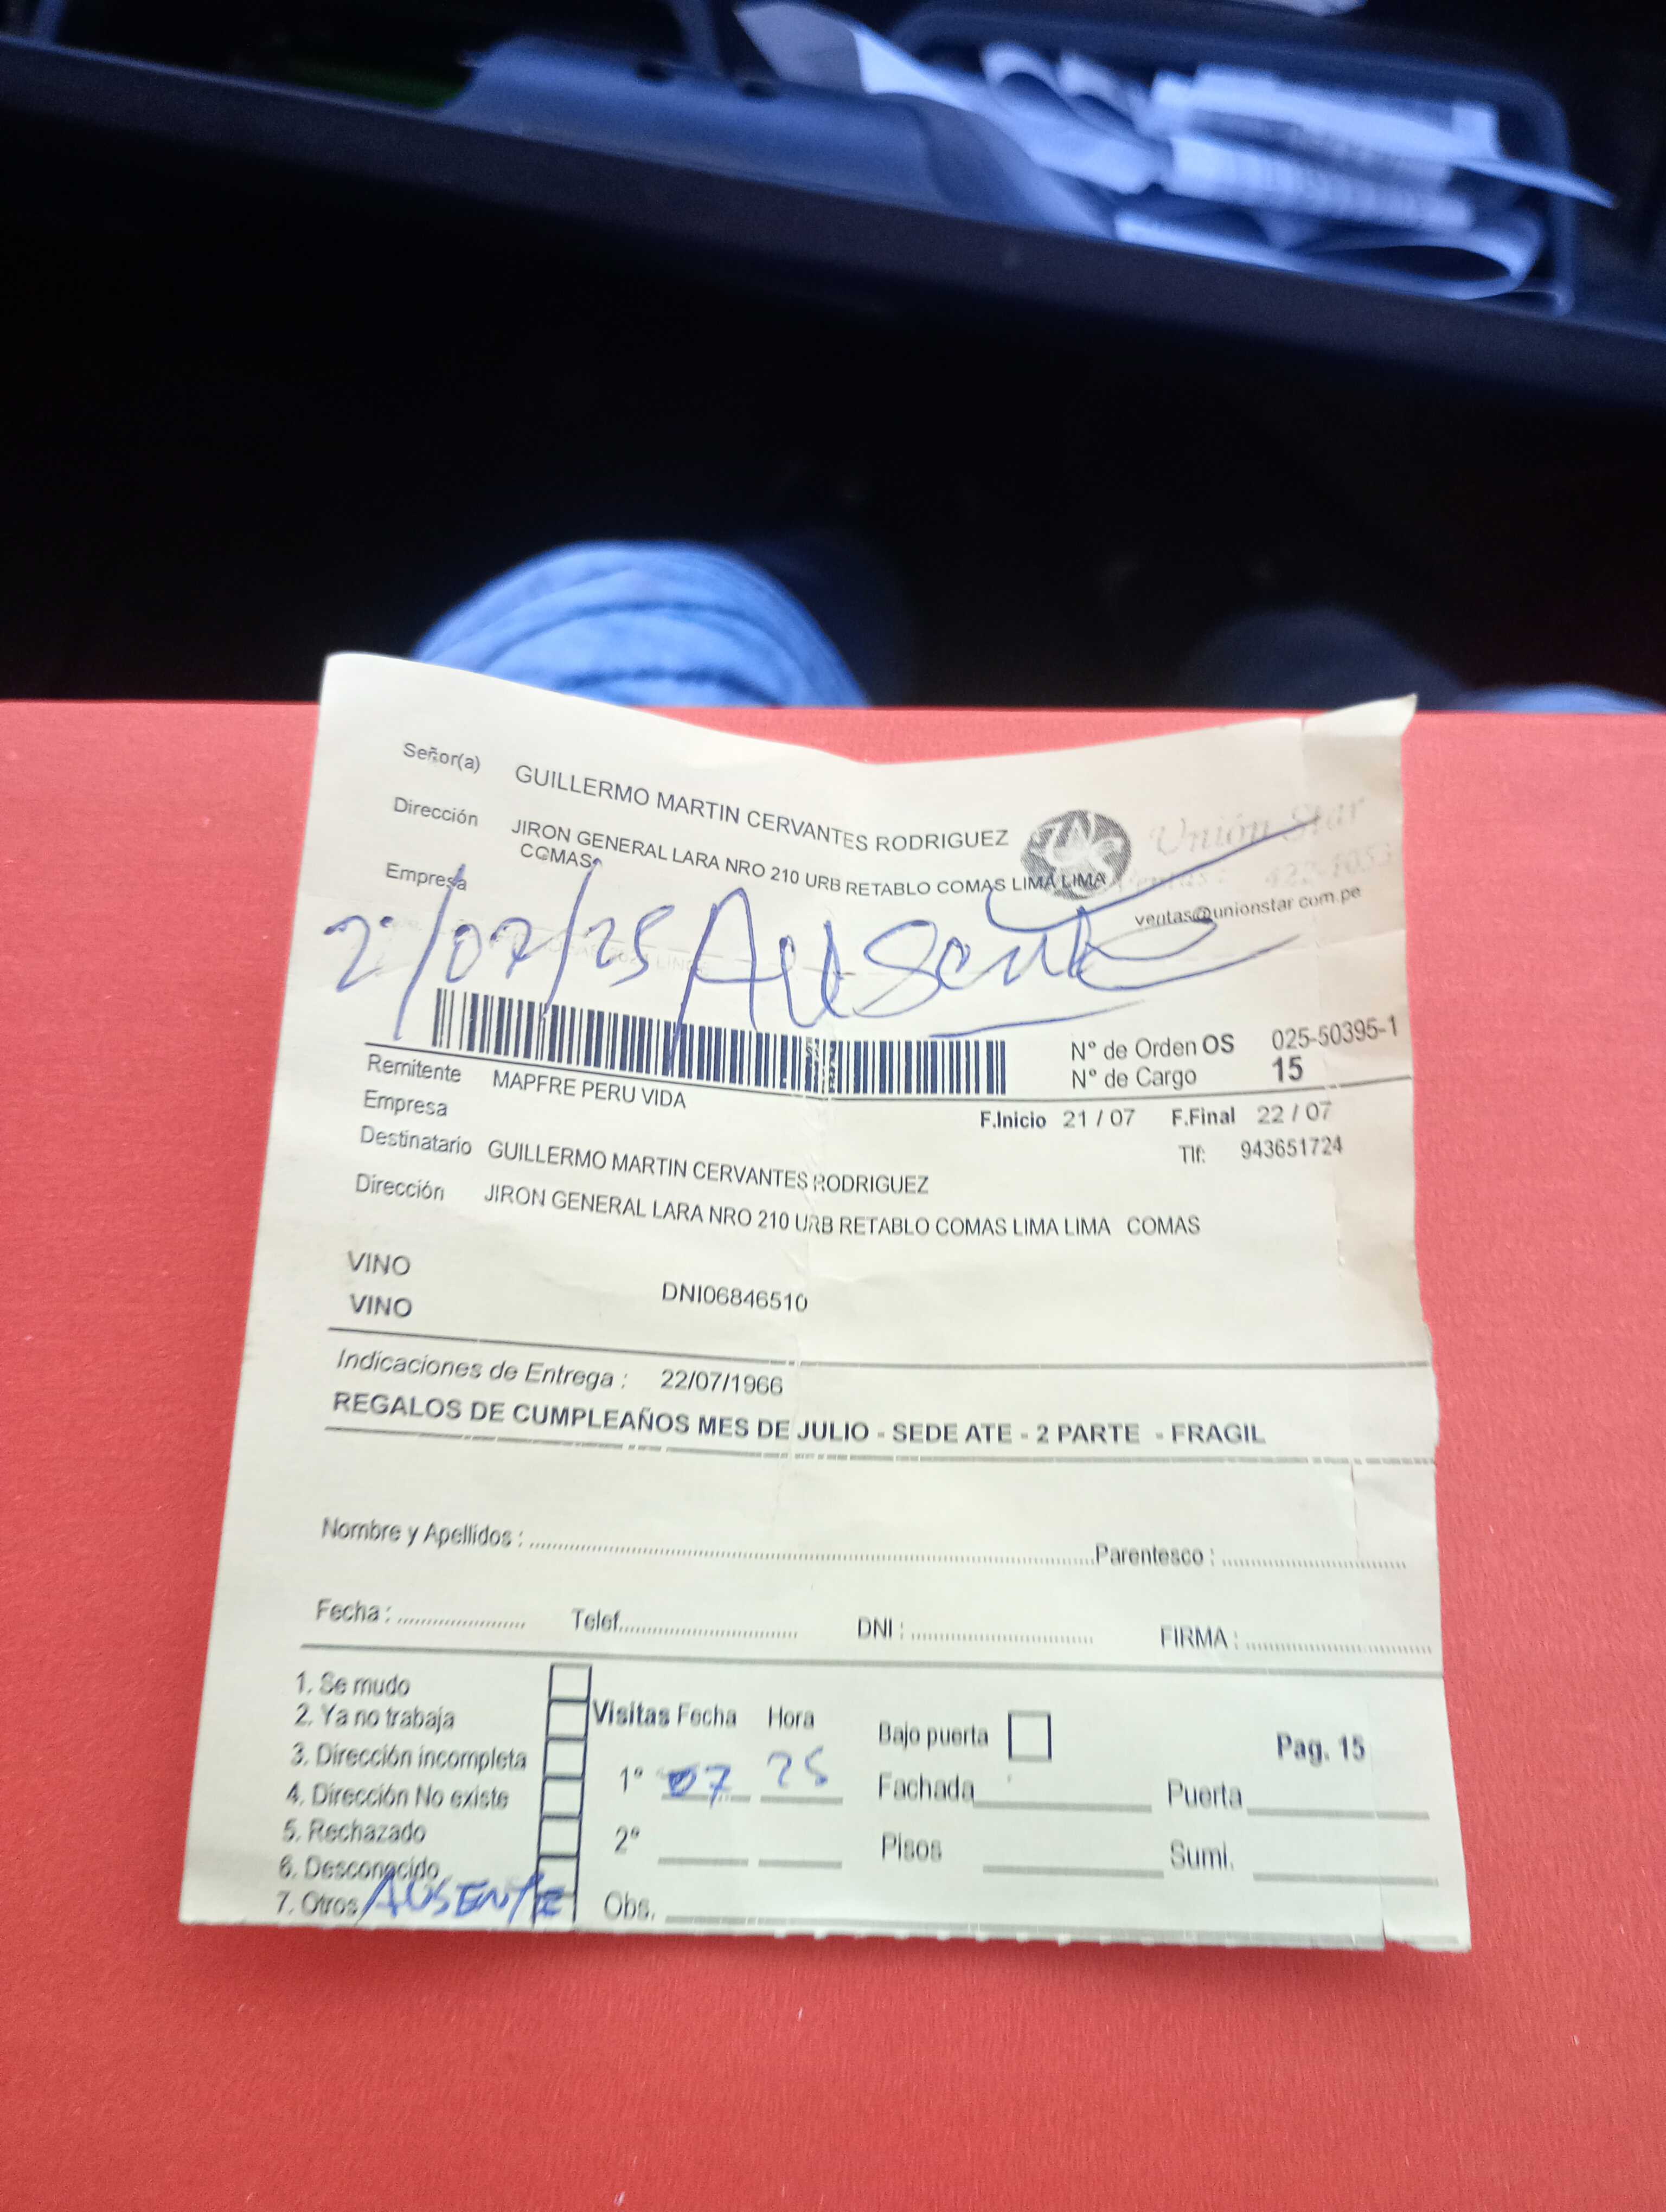 Señor(a) GUILLERMO MARTIN CERVANTES RODRIGUEZ
Unión Star
Dirección JIRON GENERAL LARA NRO 210 URB RETABLO COMAS LIMA LIMA
COMAS
422-1053
Empresa
ventas@unionstar.com.pe
/07/25 Ausente
Nº de Orden OS 025-50395-1
Nº de Cargo 15
Remitente MAPFRE PERU VIDA
Empresa
F.Inicio 21 / 07 F.Final 22 / 07
Destinatario GUILLERMO MARTIN CERVANTES RODRIGUEZ
Tlf: 943651724
Dirección JIRON GENERAL LARA NRO 210 URB RETABLO COMAS LIMA LIMA COMAS
VINO
DNI06846510
VINO
Indicaciones de Entrega : 22/07/1966
REGALOS DE CUMPLEAÑOS MES DE JULIO - SEDE ATE - 2 PARTE - FRAGIL
Nombre y Apellidos : Parentesco :
Fecha : Telef. DNI : FIRMA :
1. Se mudo
2. Ya no trabaja
3. Dirección incompleta
4. Dirección No existe
5. Rechazado
6. Desconocido
7. Otros AUSENTE
Visitas Fecha Hora
1º 07 25
2º
Obs.
Bajo puerta
Pag. 15
Fachada Puerta
Pisos Sumi.